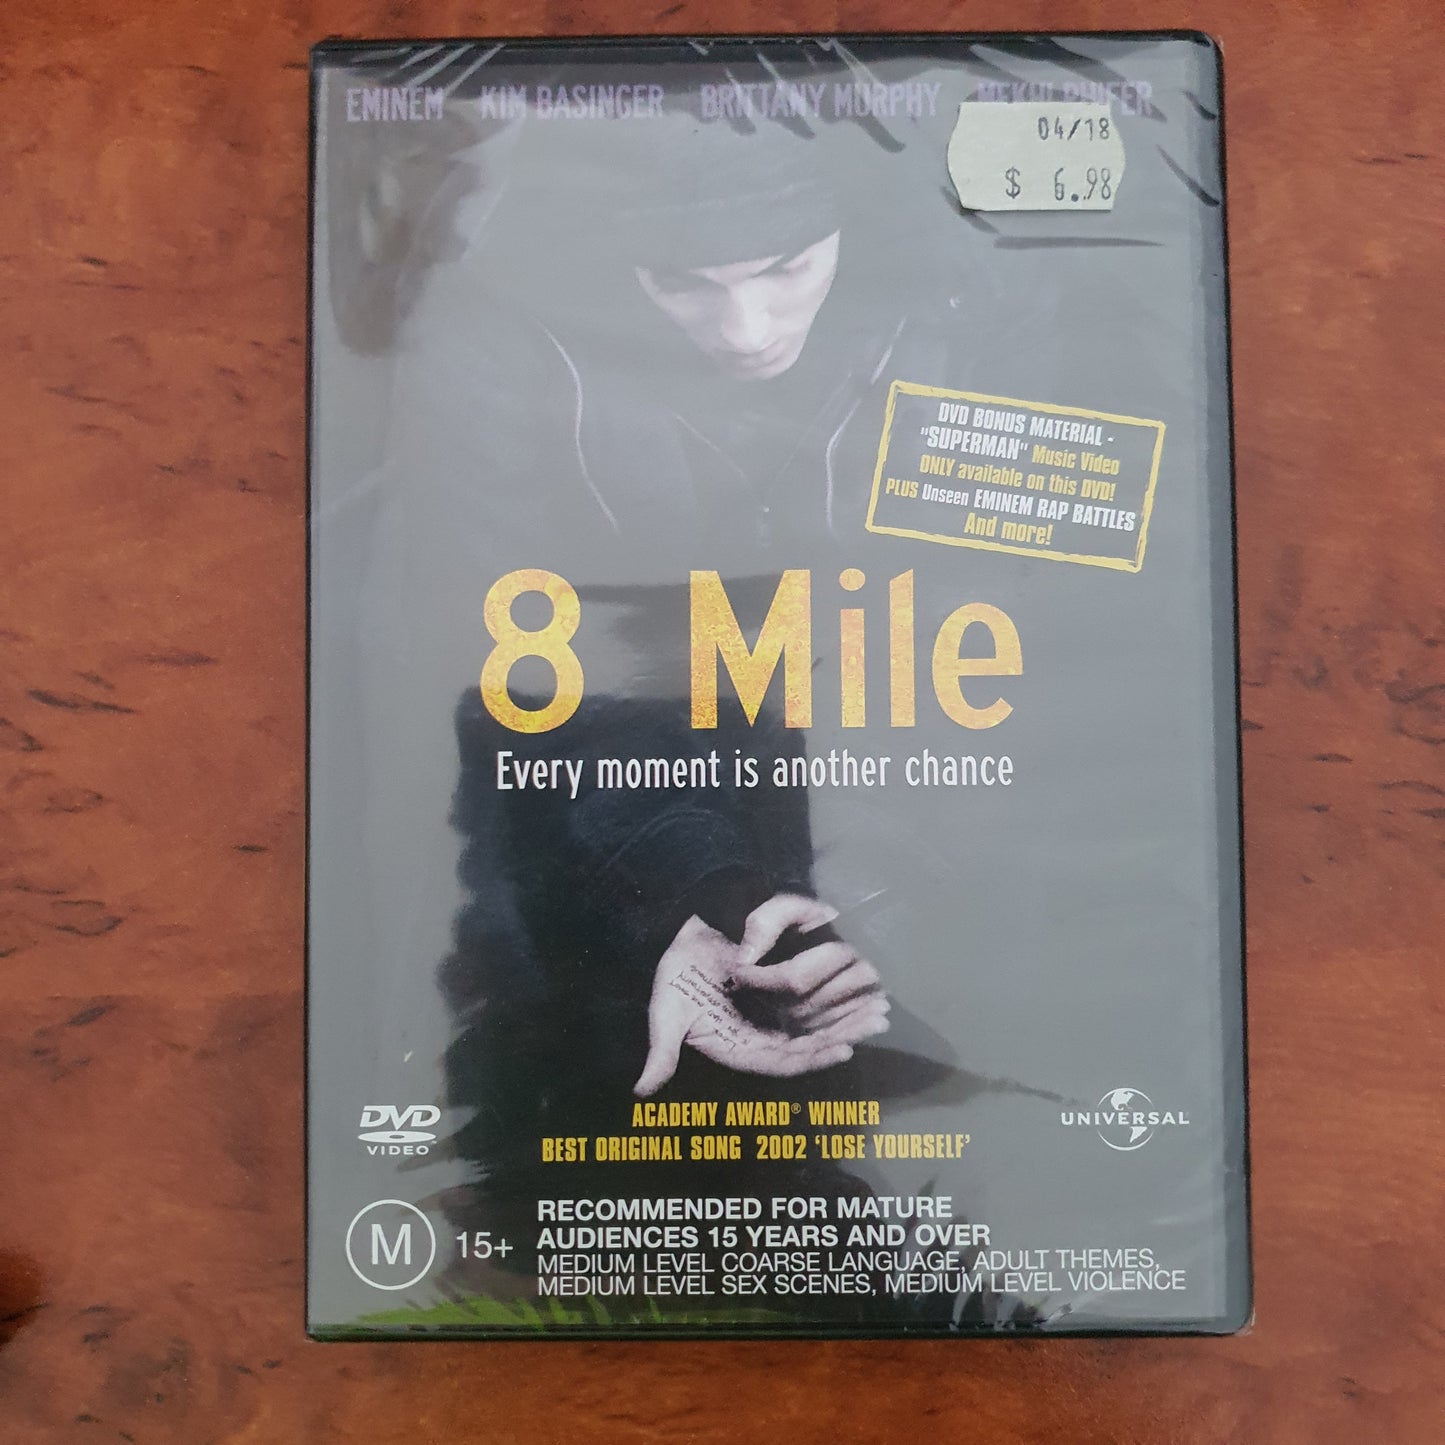 EMINEM KIM BASINGER BRITTANY MURPHY MEKHI PHIFER
04/18
$ 6.98
DVD BONUS MATERIAL -
"SUPERMAN" Music Video
ONLY available on this DVD!
PLUS Unseen EMINEM RAP BATTLES
And more!
8 Mile
Every moment is another chance
ACADEMY AWARD® WINNER
BEST ORIGINAL SONG 2002 ‘LOSE YOURSELF’
DVD
VIDEO
UNIVERSAL
M 15+
RECOMMENDED FOR MATURE
AUDIENCES 15 YEARS AND OVER
MEDIUM LEVEL COARSE LANGUAGE, ADULT THEMES,
MEDIUM LEVEL SEX SCENES, MEDIUM LEVEL VIOLENCE